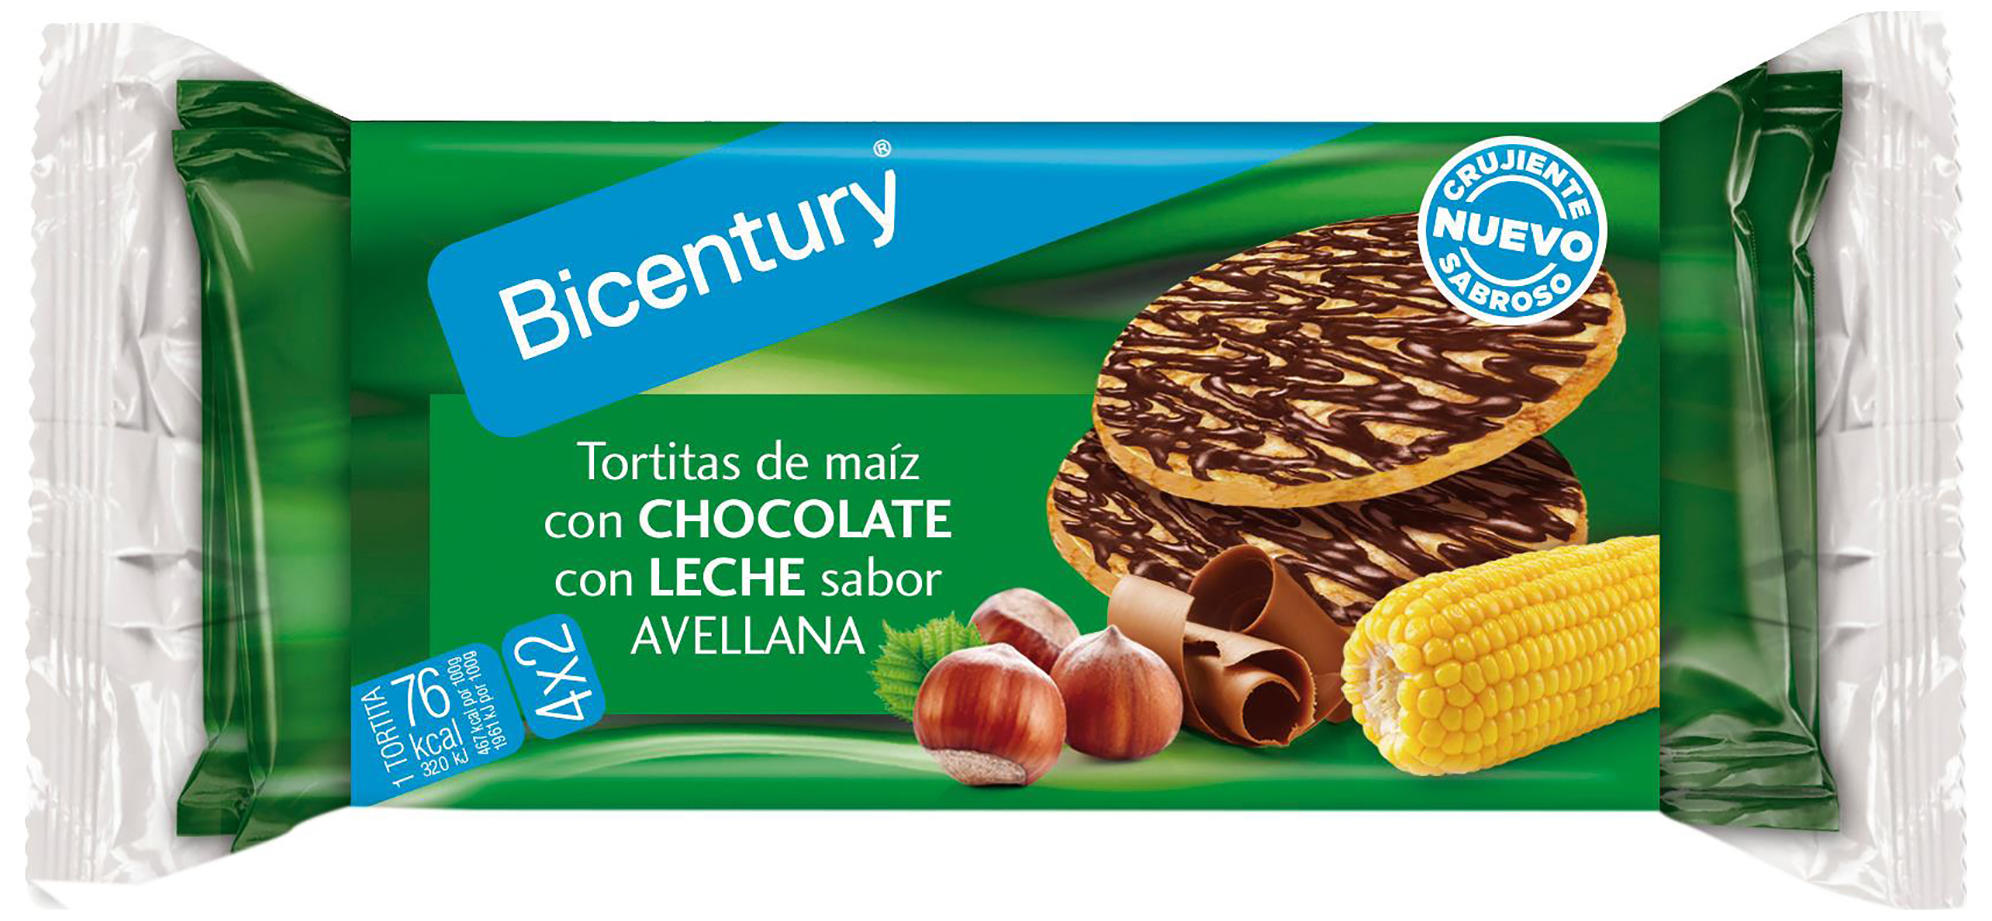 Bicentury®
CRUJIENTE
NUEVO
SABROSO
Tortitas de maíz
con CHOCOLATE
con LECHE sabor
AVELLANA
1 TORTITA
76
kcal
320 kJ
467 kcal por 100g
1961 kJ por 100g
4x2